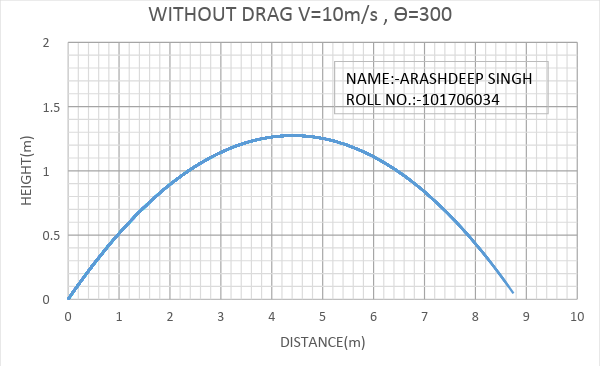 WITHOUT DRAG V=10m/s , Ө=300
NAME:-ARASHDEEP SINGH
ROLL NO.:-101706034
HEIGHT(m)
2
1.5
1
0.5
0
0 1 2 3 4 5 6 7 8 9 10
DISTANCE(m)